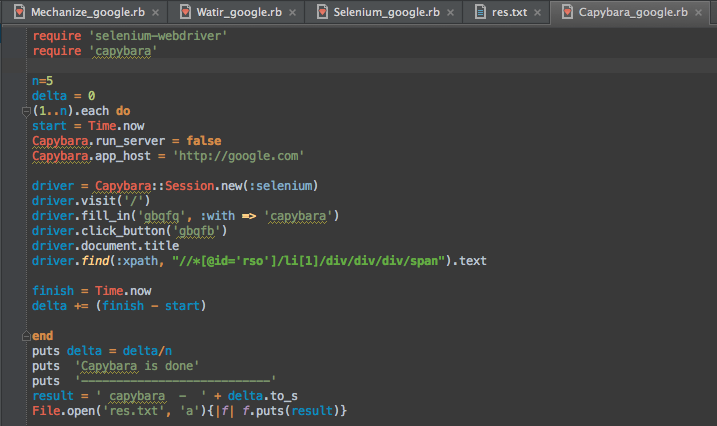 Mechanize_google.rb × Watir_google.rb × Selenium_google.rb × res.txt × Capybara_google.rb ×
require 'selenium-webdriver'
require 'capybara'
n=5
delta = 0
(1..n).each do
start = Time.now
Capybara.run_server = false
Capybara.app_host = 'http://google.com'
driver = Capybara::Session.new(:selenium)
driver.visit('/')
driver.fill_in('gbqfq', :with => 'capybara')
driver.click_button('gbqfb')
driver.document.title
driver.find(:xpath, "//*[@id='rso']/li[1]/div/div/div/span").text
finish = Time.now
delta += (finish - start)
end
puts delta = delta/n
puts  'Capybara is done'
puts  '---------------------------'
result = ' capybara  -  ' + delta.to_s
File.open('res.txt', 'a'){|f| f.puts(result)}